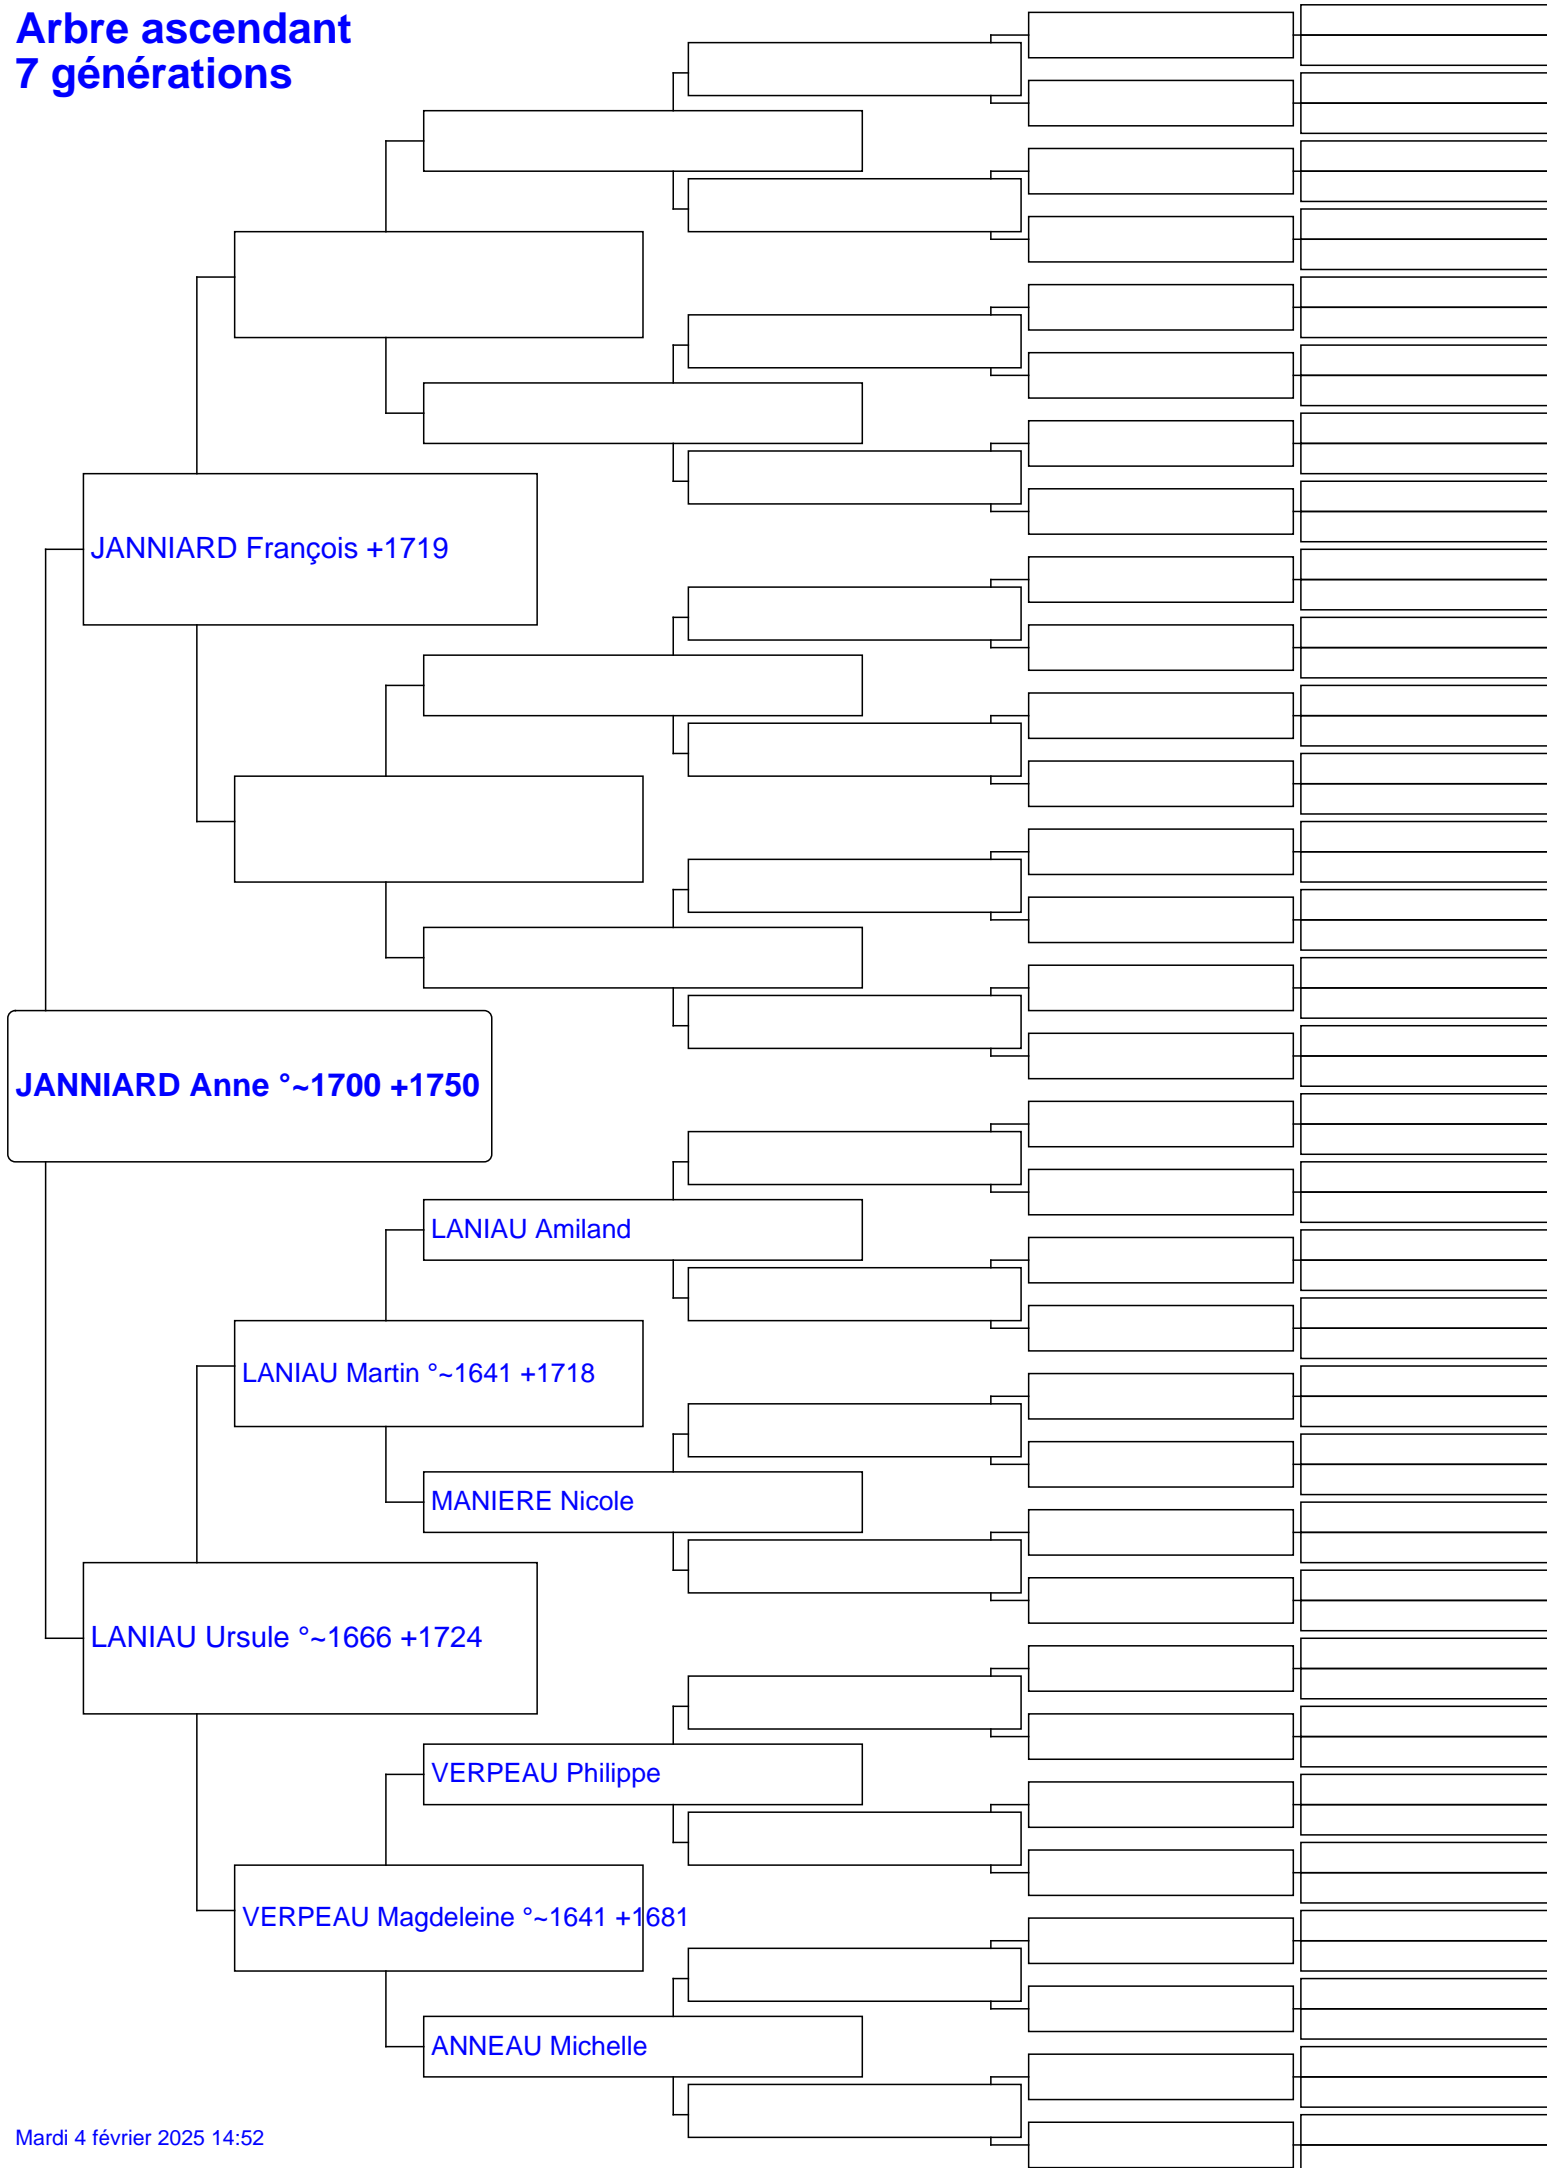 Arbre ascendant
7 générations
JANNIARD François +1719
JANNIARD Anne °~1700 +1750
LANIAU Amiland
LANIAU Martin °~1641 +1718
MANIERE Nicole
LANIAU Ursule °~1666 +1724
VERPEAU Philippe
VERPEAU Magdeleine °~1641 +1681
ANNEAU Michelle
Mardi 4 février 2025 14:52